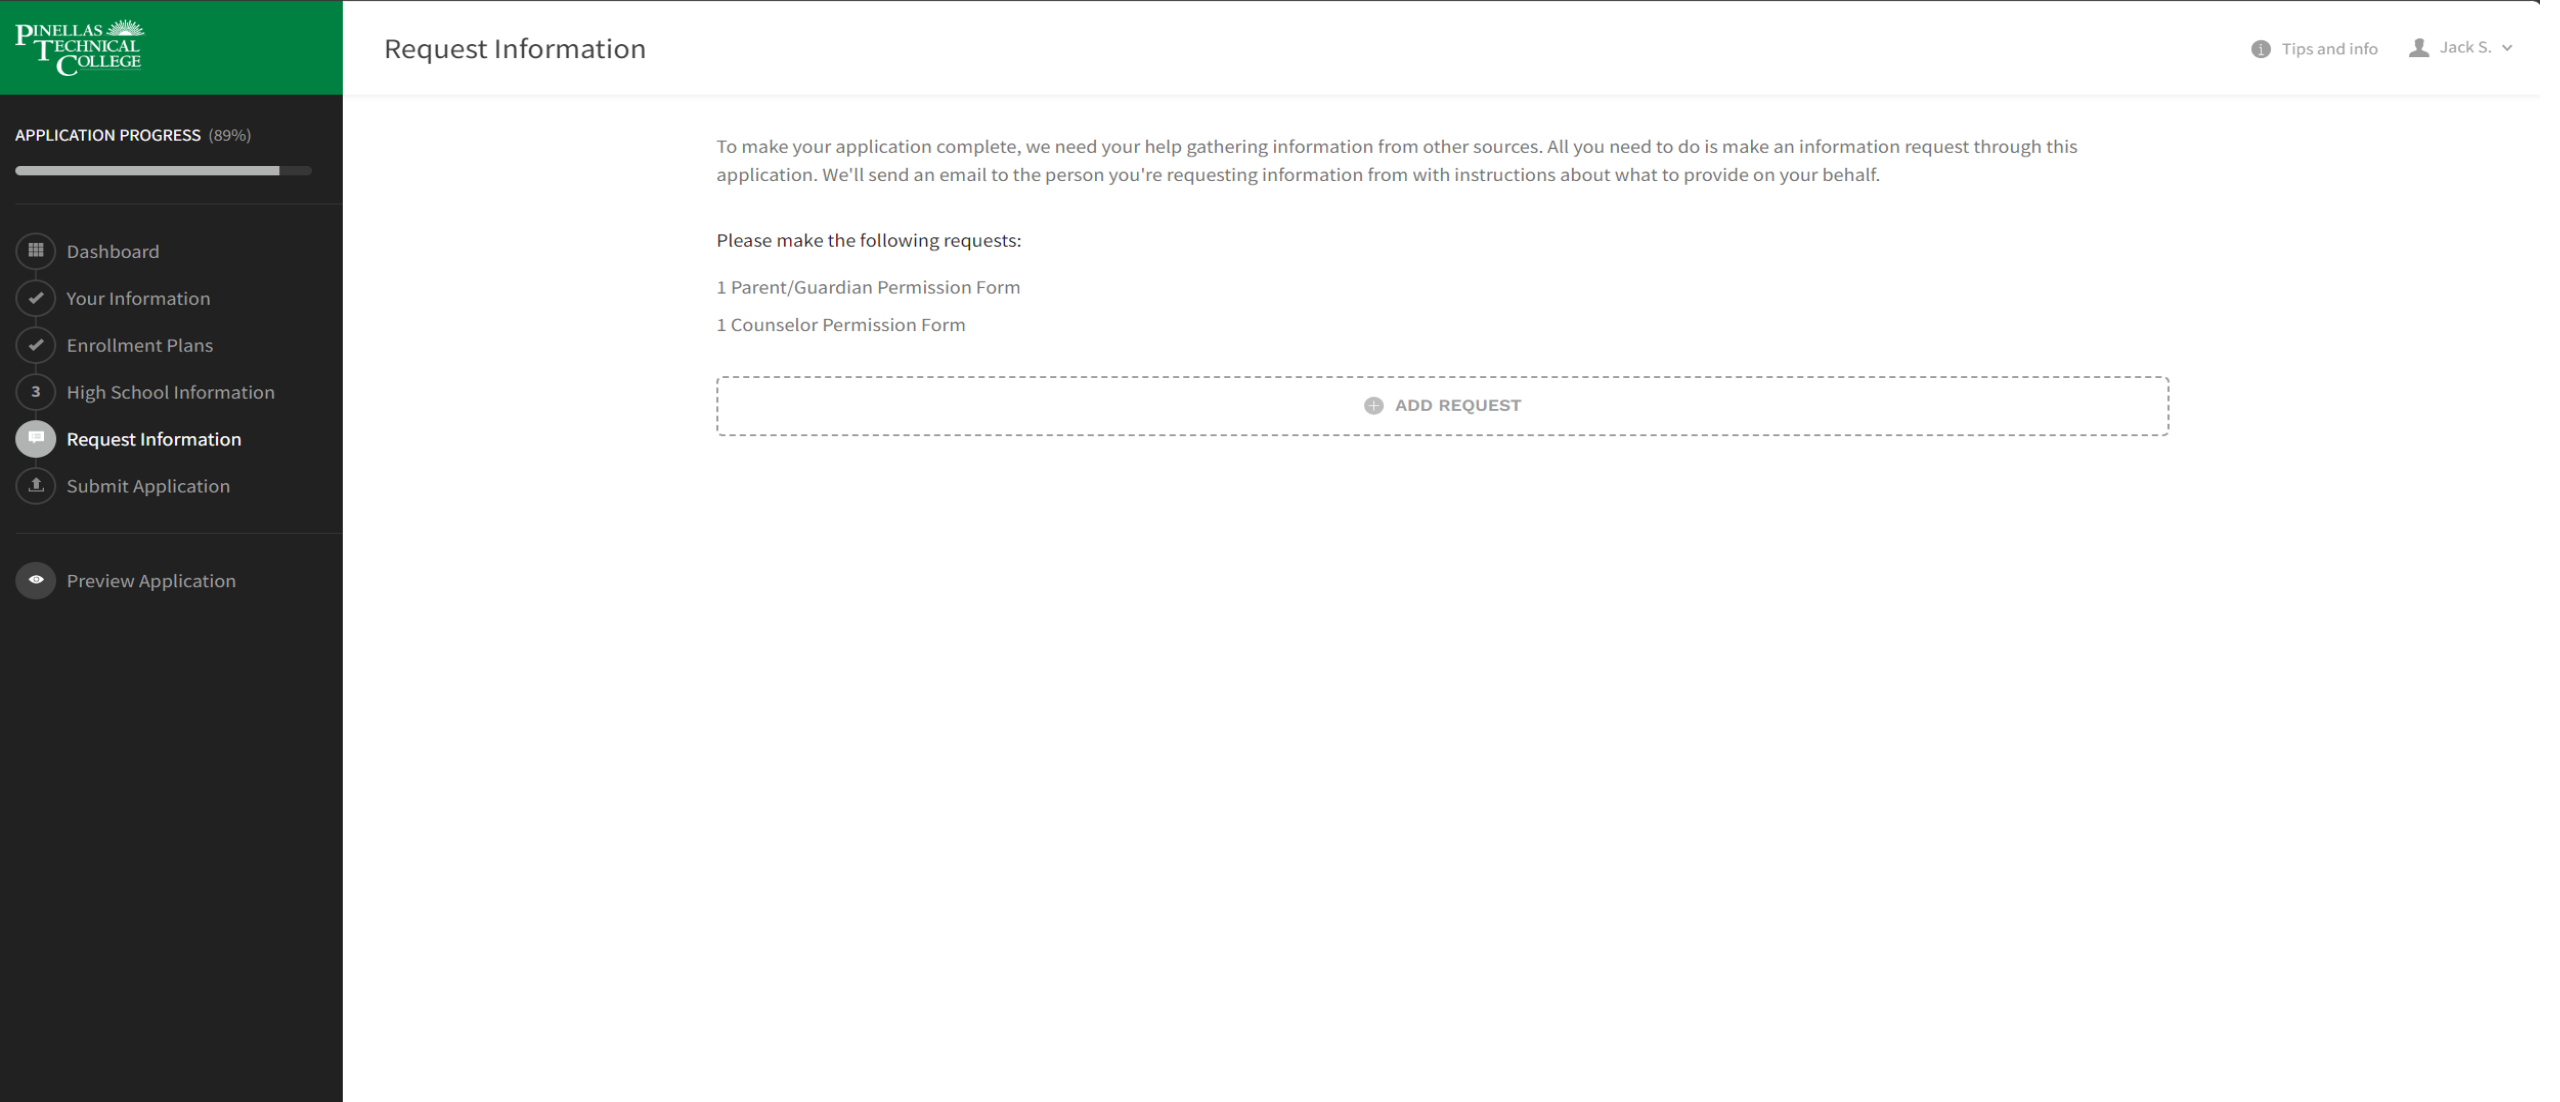 PINELLAS
TECHNICAL
COLLEGE
Request Information
Tips and info
Jack S.
APPLICATION PROGRESS (89%)
Dashboard
Your Information
Enrollment Plans
3 High School Information
Request Information
Submit Application
Preview Application
To make your application complete, we need your help gathering information from other sources. All you need to do is make an information request through this
application. We'll send an email to the person you're requesting information from with instructions about what to provide on your behalf.
Please make the following requests:
1 Parent/Guardian Permission Form
1 Counselor Permission Form
ADD REQUEST